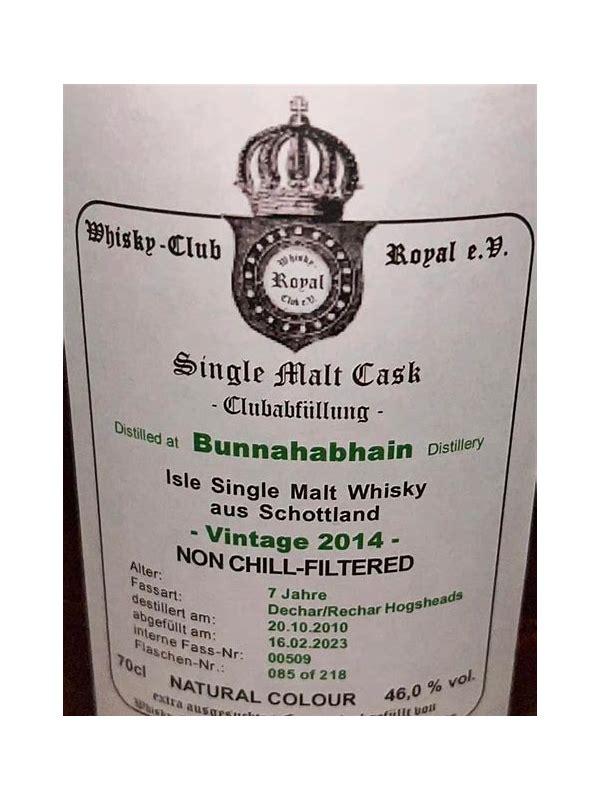 Whisky-Club
Royal e.V.
Whisky-
Royal
Club e.V.
Single Malt Cask
- Clubabfüllung -
Distilled at Bunnahabhain Distillery
Isle Single Malt Whisky
aus Schottland
- Vintage 2014 -
NON CHILL-FILTERED
Alter: 7 Jahre
Fassart: Dechar/Rechar Hogsheads
destilliert am: 20.10.2010
abgefüllt am: 16.02.2023
interne Fass-Nr: 00509
Flaschen-Nr.: 085 of 218
70cl NATURAL COLOUR 46,0 % vol.
extra von